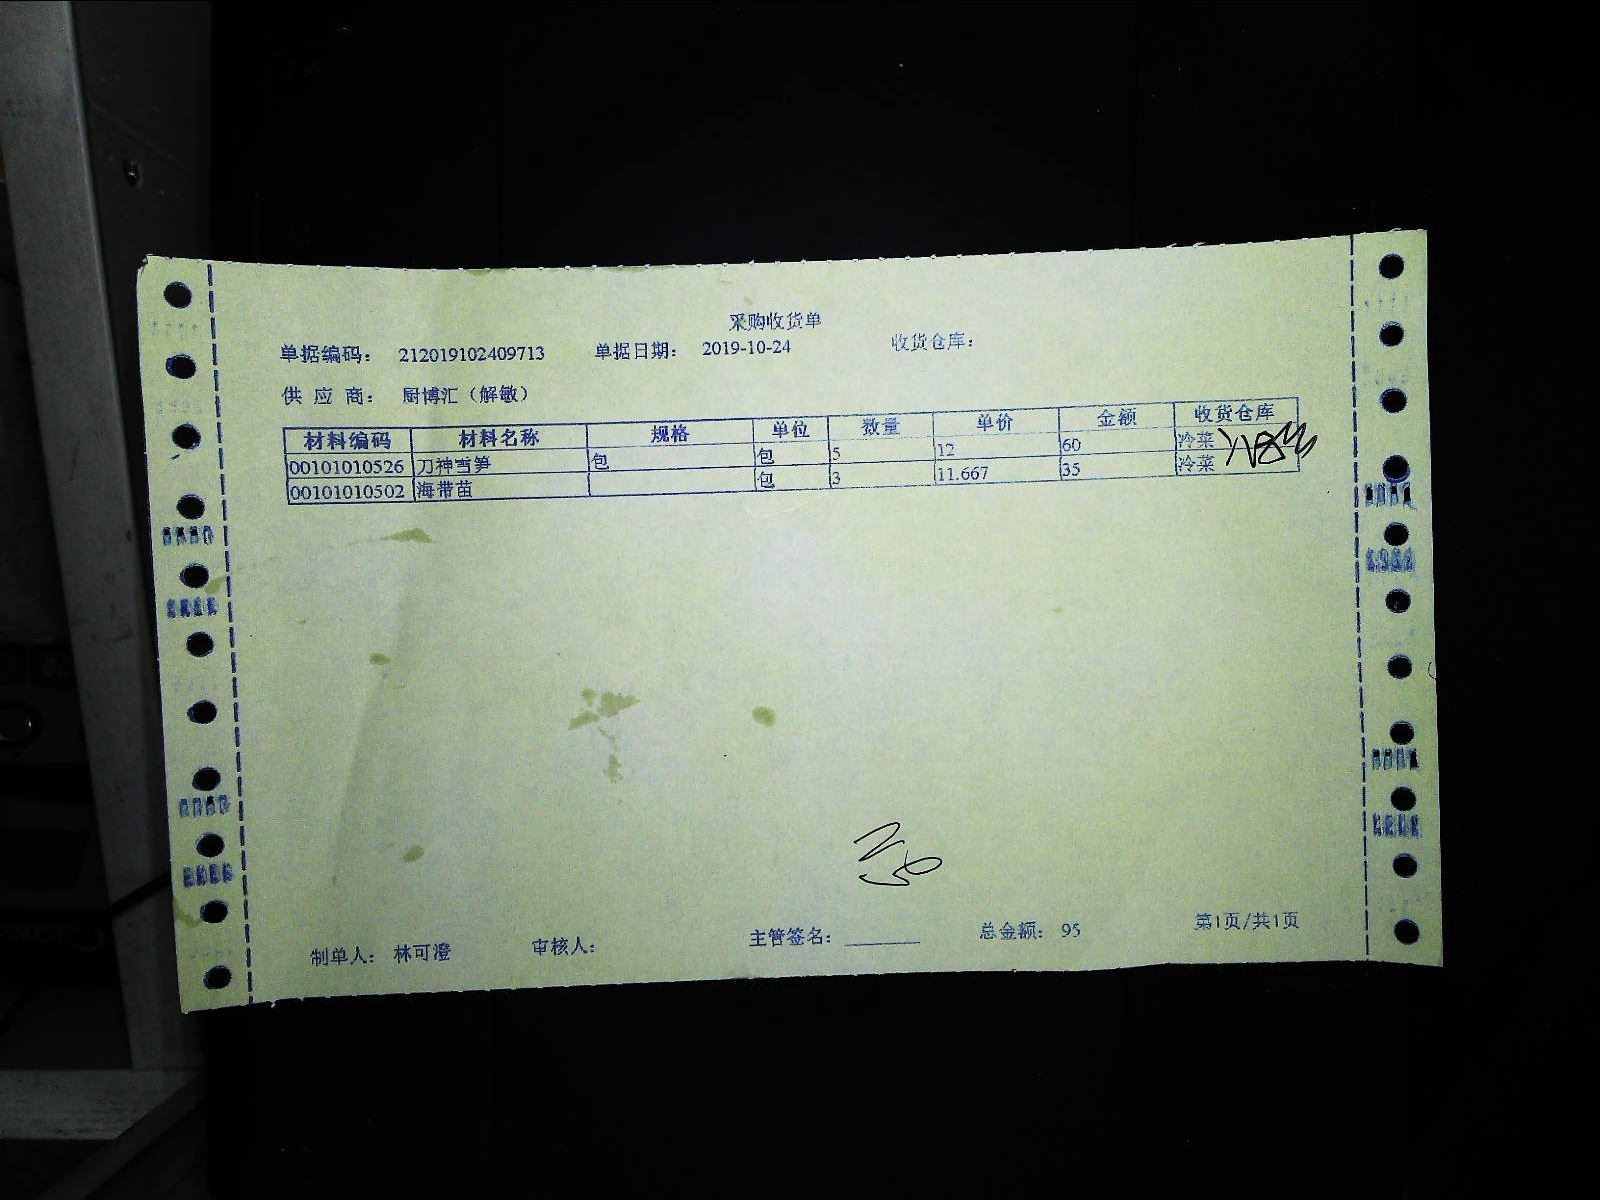 采购收货单
单据编码： 212019102409713 单据日期： 2019-10-24 收货仓库：
供 应 商： 厨博汇（解敏）
材料编码 材料名称 规格 单位 数量 单价 金额 收货仓库
00101010526 刀神雪笋 包 包 5 12 60 冷菜
00101010502 海带苗 包 3 11.667 35 冷菜
制单人： 林可澄 审核人： 主管签名： 总金额： 95 第1页/共1页